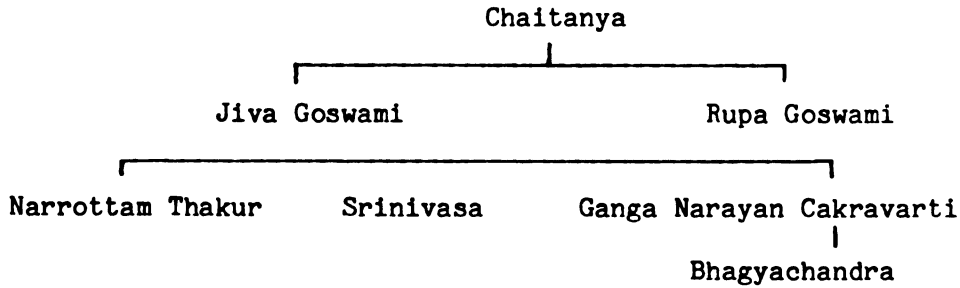 Chaitanya
Jiva Goswami Rupa Goswami
Narrottam Thakur Srinivasa Ganga Narayan Cakravarti
Bhagyachandra